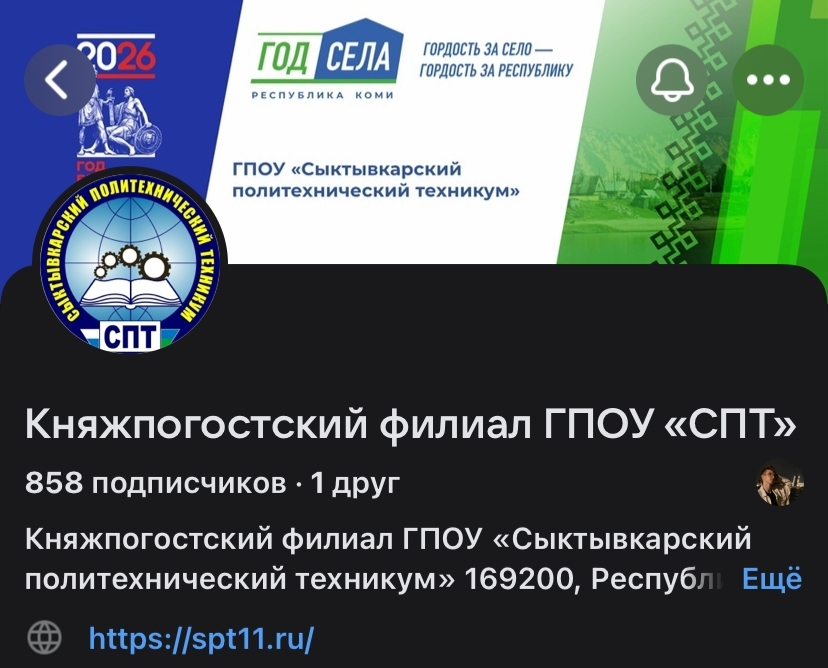 2026
ГОД
ГОД СЕЛА
РЕСПУБЛИКА КОМИ
ГОРДОСТЬ ЗА СЕЛО —
ГОРДОСТЬ ЗА РЕСПУБЛИКУ
ГПОУ «Сыктывкарский
политехнический техникум»
СЫКТЫВКАРСКИЙ ПОЛИТЕХНИЧЕСКИЙ ТЕХНИКУМ
СПТ
Княжпогостский филиал ГПОУ «СПТ»
858 подписчиков · 1 друг
Княжпогостский филиал ГПОУ «Сыктывкарский
политехнический техникум» 169200, Республ Ещё
https://spt11.ru/